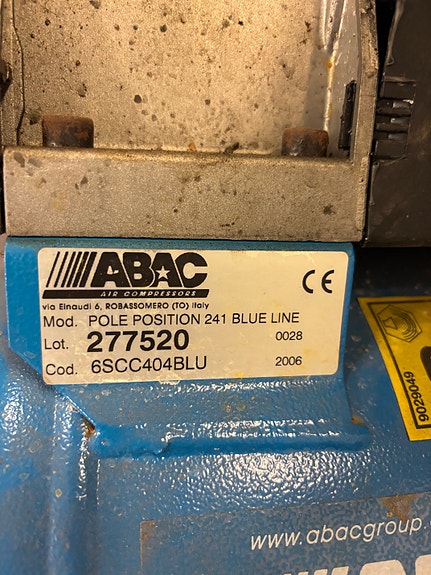 ABAC
AIR COMPRESSORS
via Einaudi 6, ROBASSOMERO (TO) Italy
CE
Mod. POLE POSITION 241 BLUE LINE
Lot. 277520 0028
Cod. 6SCC404BLU 2006
9029049
www.abacgroup.